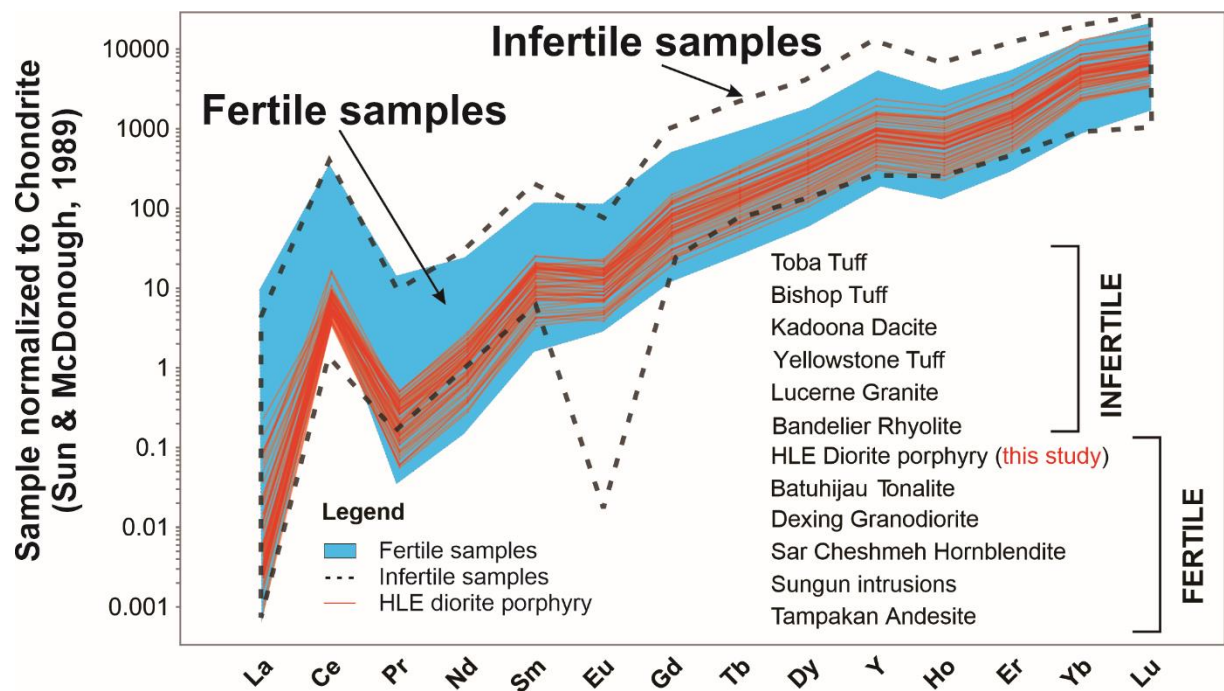 Sample normalized to Chondrite
(Sun & McDonough, 1989)
10000
1000
100
10
1
0.1
0.01
0.001
Infertile samples
Fertile samples
Legend
Fertile samples
Infertile samples
HLE diorite porphyry
Toba Tuff
Bishop Tuff
Kadoona Dacite
Yellowstone Tuff
Lucerne Granite
Bandelier Rhyolite
INFERTILE
HLE Diorite porphyry (this study)
Batuhijau Tonalite
Dexing Granodiorite
Sar Cheshmeh Hornblendite
Sungun intrusions
Tampakan Andesite
FERTILE
La Ce Pr Nd Sm Eu Gd Tb Dy Y Ho Er Yb Lu